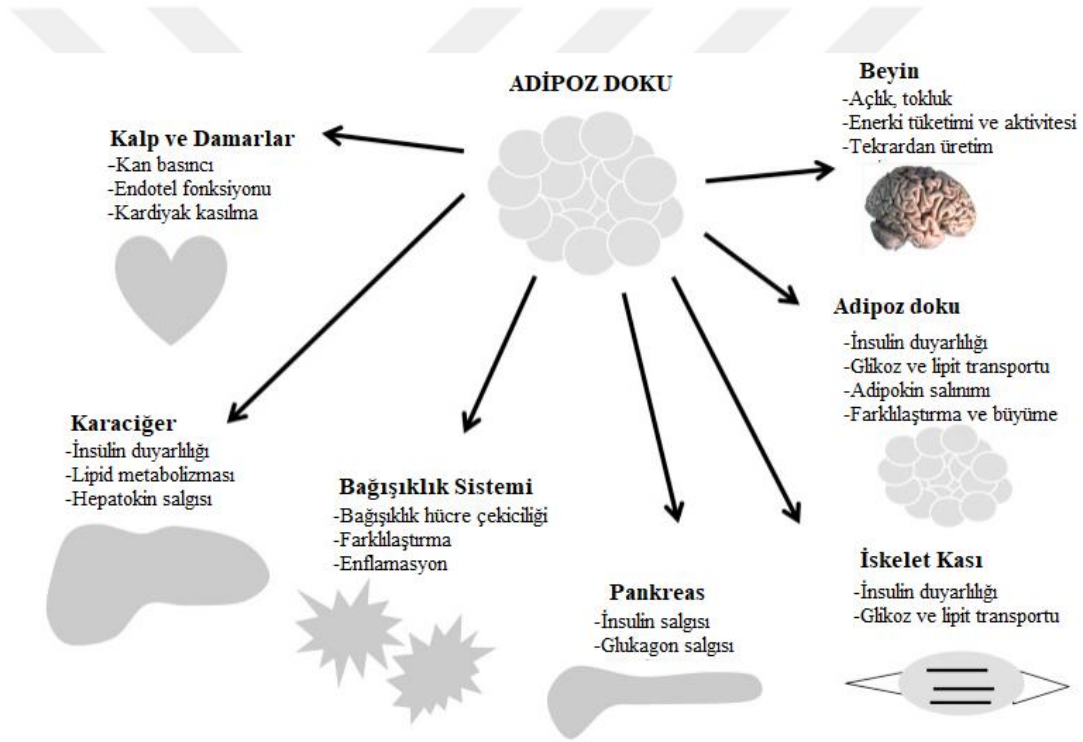 ADİPOZ DOKU
Kalp ve Damarlar
-Kan basıncı
-Endotel fonksiyonu
-Kardiyak kasılma
Beyin
-Açlık, tokluk
-Enerki tüketimi ve aktivitesi
-Tekrardan üretim
Adipoz doku
-İnsulin duyarlılığı
-Glikoz ve lipit transportu
-Adipokin salınımı
-Farklılaştırma ve büyüme
Karaciğer
-İnsülin duyarlılığı
-Lipid metabolizması
-Hepatokin salgısı
Bağışıklık Sistemi
-Bağışıklık hücre çekiciliği
-Farklılaştırma
-Enflamasyon
Pankreas
-İnsulin salgısı
-Glukagon salgısı
İskelet Kası
-İnsulin duyarlılığı
-Glikoz ve lipit transportu